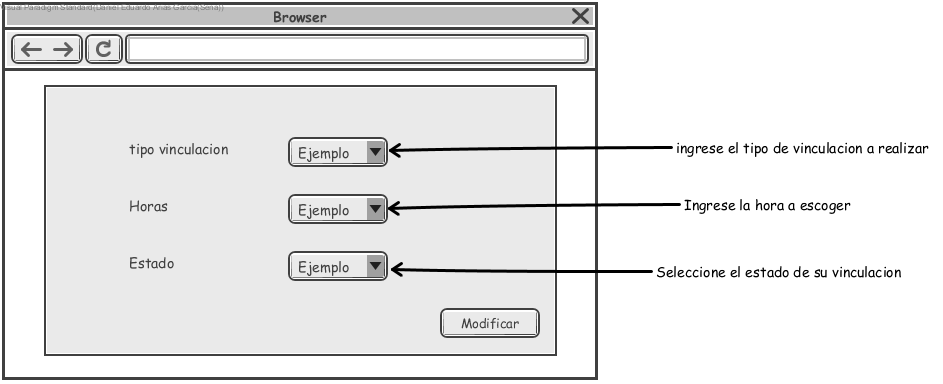 Visual Paradigm Standard(Daniel Eduardo Arias Garcia(Sena))
Browser
tipo vinculacion
Ejemplo
ingrese el tipo de vinculacion a realizar
Horas
Ejemplo
Ingrese la hora a escoger
Estado
Ejemplo
Seleccione el estado de su vinculacion
Modificar